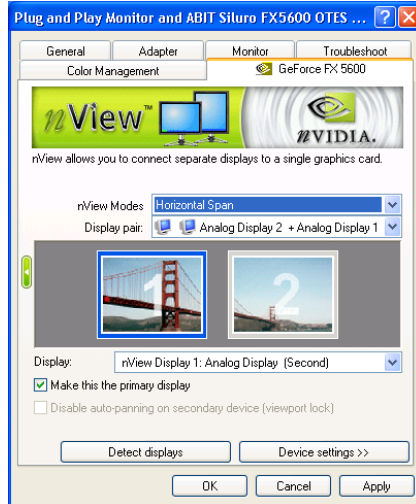 Plug and Play Monitor and ABIT Siluro FX5600 OTES ...
General Adapter Monitor Troubleshoot
Color Management GeForce FX 5600
nView™
nVIDIA.
nView allows you to connect separate displays to a single graphics card.
nView Modes Horizontal Span
Display pair: Analog Display 2 + Analog Display 1
1 2
Display: nView Display 1: Analog Display (Second)
Make this the primary display
Disable auto-panning on secondary device (viewport lock)
Detect displays Device settings >>
OK Cancel Apply